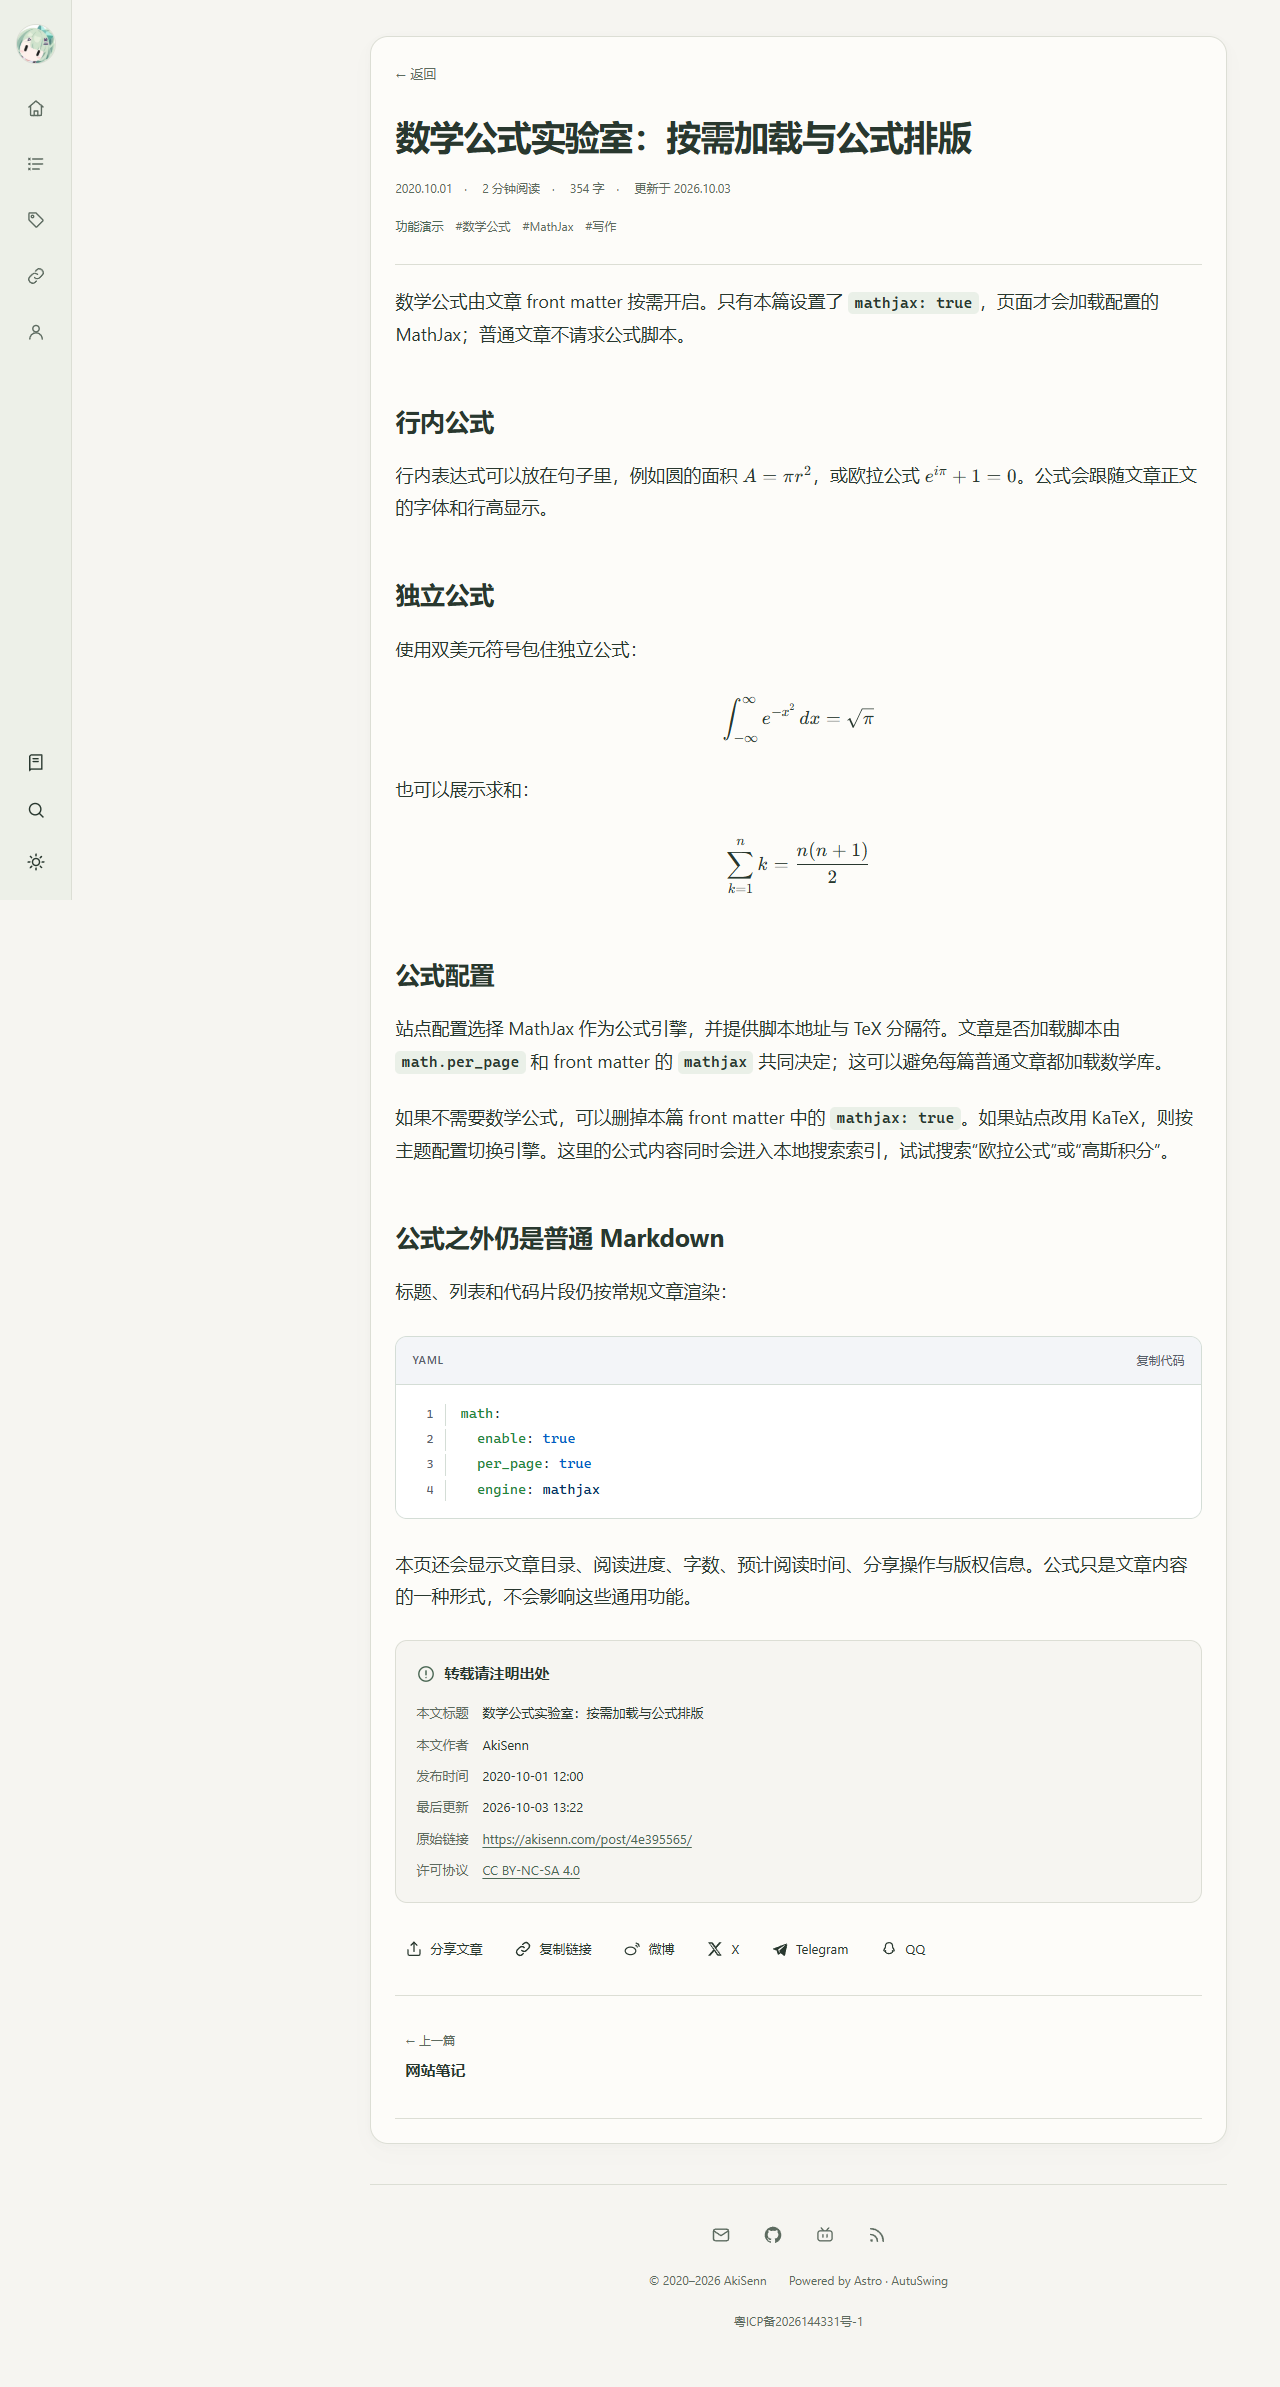 ← 返回
数学公式实验室：按需加载与公式排版
2020.10.01 · 2 分钟阅读 · 354 字 · 更新于 2026.10.03
功能演示 #数学公式 #MathJax #写作
数学公式由文章 front matter 按需开启。只有本篇设置了 mathjax: true，页面才会加载配置的
MathJax；普通文章不请求公式脚本。
行内公式
行内表达式可以放在句子里，例如圆的面积 A = πr²，或欧拉公式 e^{iπ} + 1 = 0。公式会跟随文章正文
的字体和行高显示。
独立公式
使用双美元符号包住独立公式：
∫_{-∞}^{∞} e^{-x²} dx = √π
也可以展示求和：
∑_{k=1}^{n} k = n(n + 1)/2
公式配置
站点配置选择 MathJax 作为公式引擎，并提供脚本地址与 TeX 分隔符。文章是否加载脚本由
math.per_page 和 front matter 的 mathjax 共同决定；这可以避免每篇普通文章都加载数学库。
如果不需要数学公式，可以删掉本篇 front matter 中的 mathjax: true。如果站点改用 KaTeX，则按
主题配置切换引擎。这里的公式内容同时会进入本地搜索索引，试试搜索“欧拉公式”或“高斯积分”。
公式之外仍是普通 Markdown
标题、列表和代码片段仍按常规文章渲染：
YAML 复制代码
1 math:
2   enable: true
3   per_page: true
4   engine: mathjax
本页还会显示文章目录、阅读进度、字数、预计阅读时间、分享操作与版权信息。公式只是文章内容
的一种形式，不会影响这些通用功能。
转载请注明出处
本文标题 数学公式实验室：按需加载与公式排版
本文作者 AkiSenn
发布时间 2020-10-01 12:00
最后更新 2026-10-03 13:22
原始链接 https://akisenn.com/post/4e395565/
许可协议 CC BY-NC-SA 4.0
分享文章 复制链接 微博 X Telegram QQ
← 上一篇
网站笔记
© 2020–2026 AkiSenn Powered by Astro · AutuSwing
粤ICP备2026144331号-1